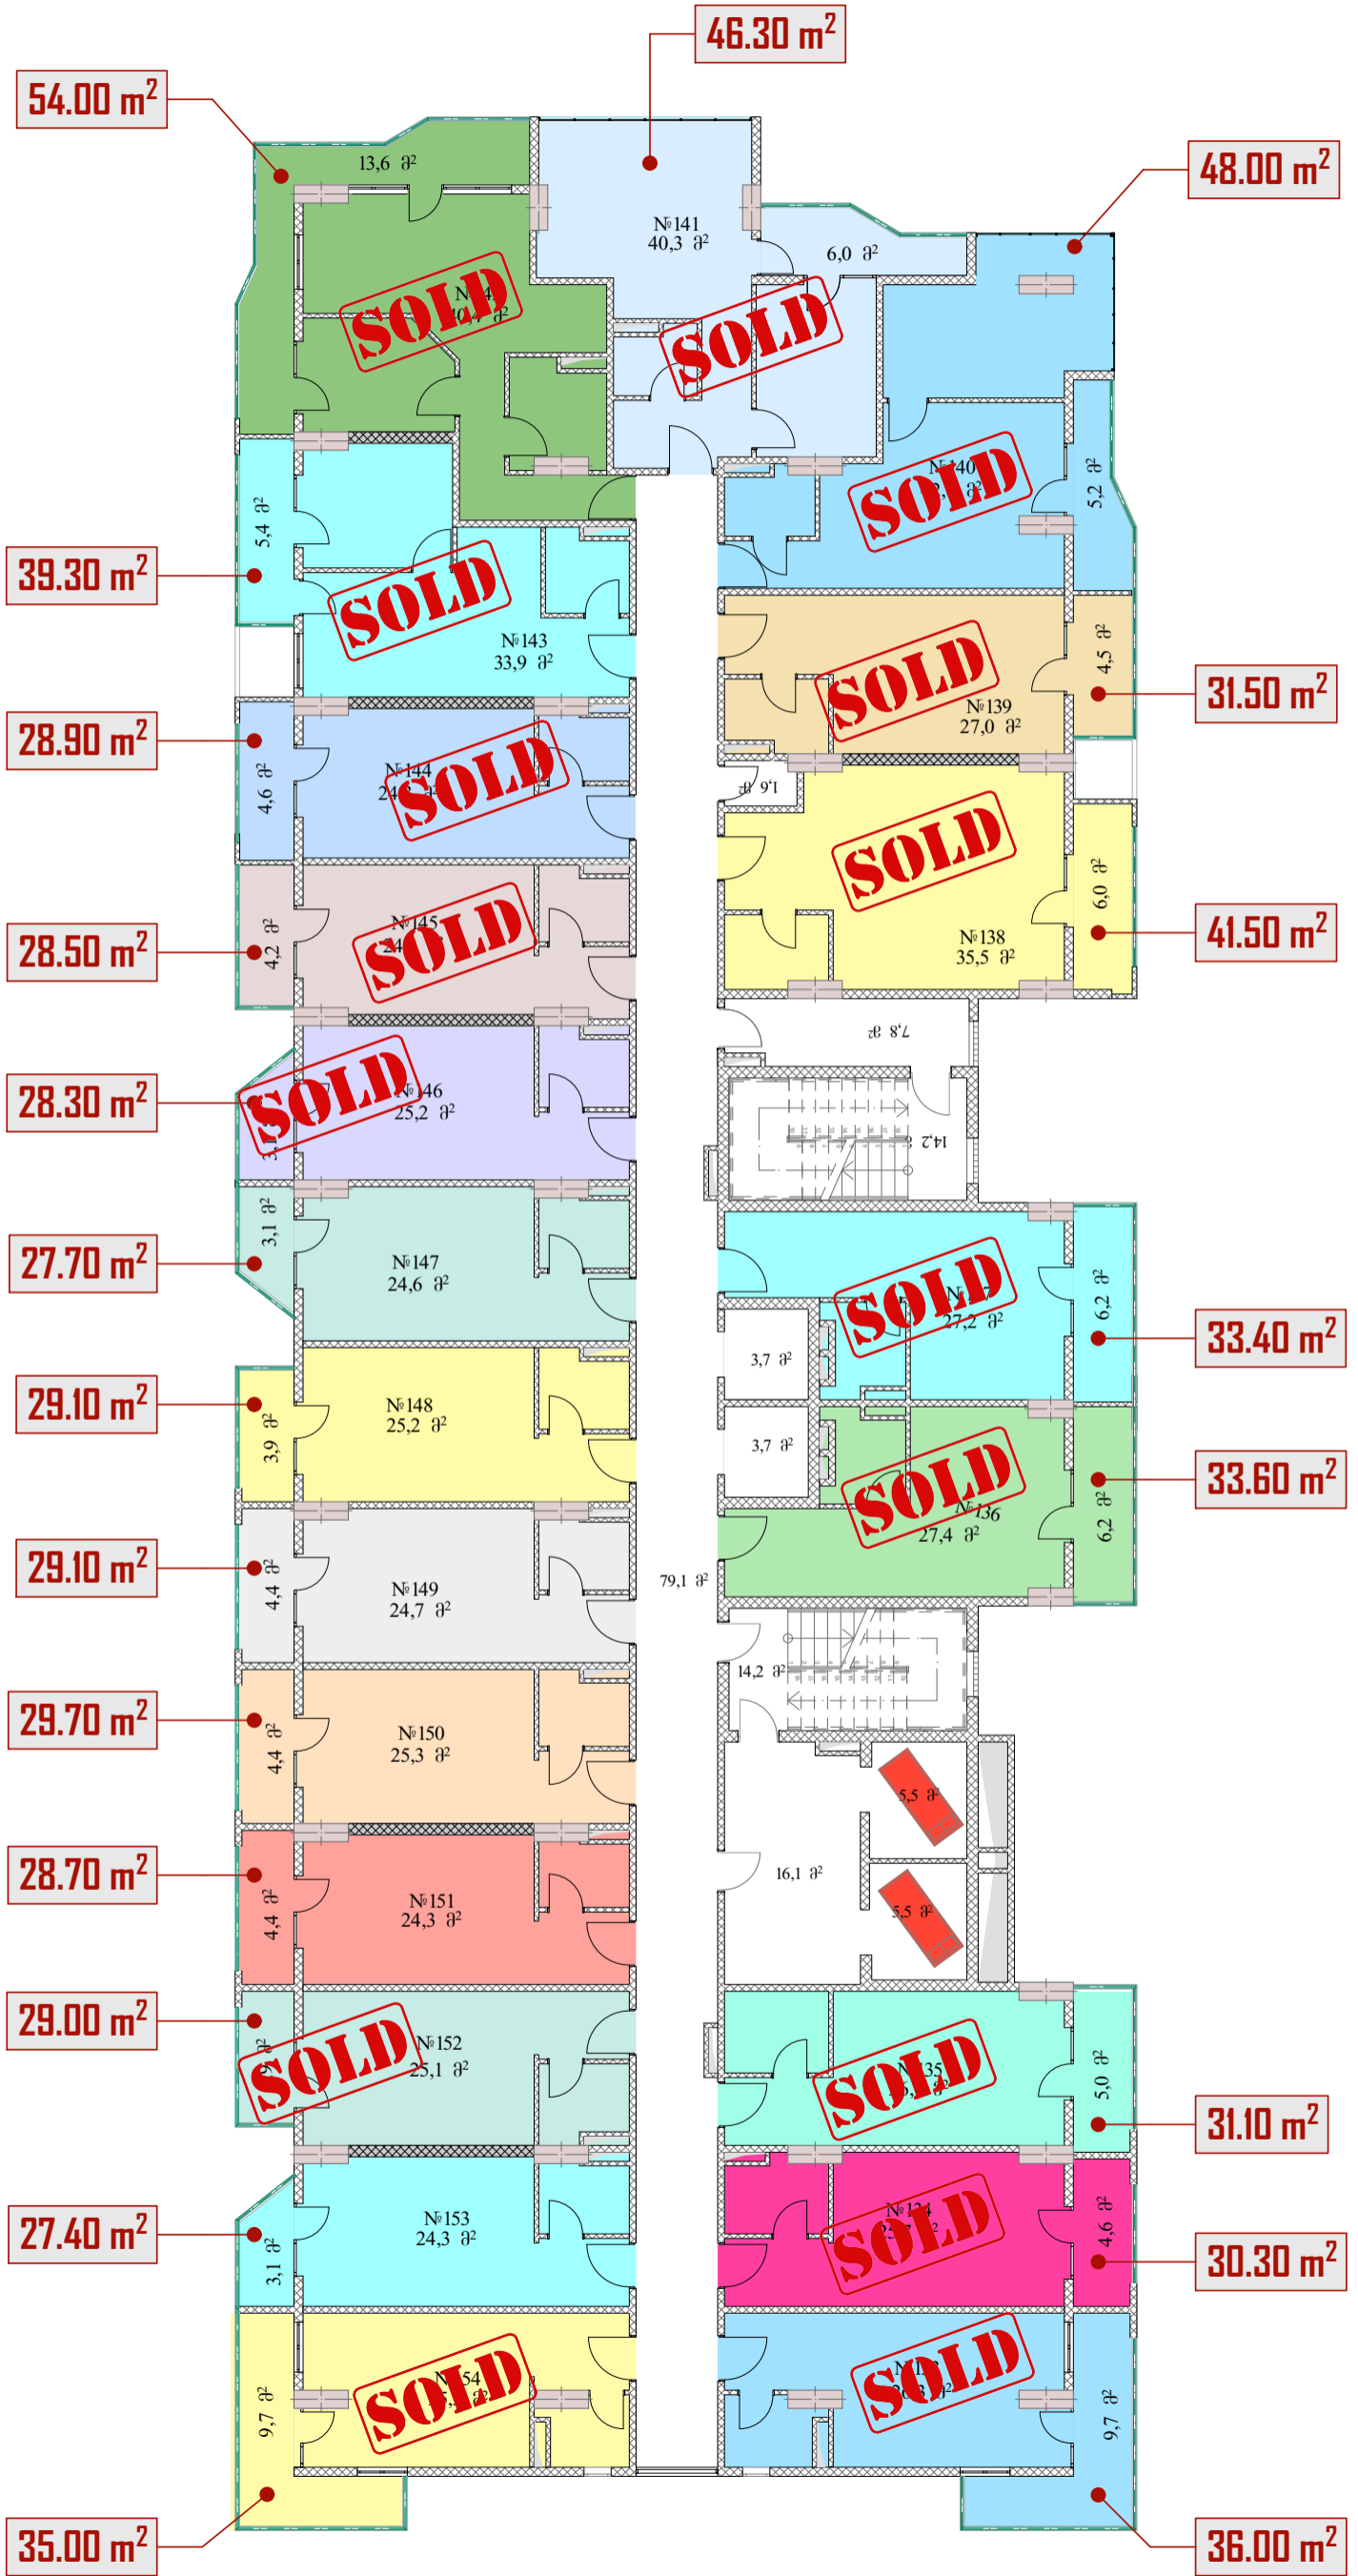 46.30 m²
54.00 m²
13,6 მ²
48.00 m²
№141
40,3 მ²
6,0 მ²
SOLD
SOLD
5,2 მ²
SOLD
5,4 მ²
39.30 m²
SOLD
№143
33,9 მ²
4,5 მ²
SOLD
31.50 m²
№139
27,0 მ²
28.90 m²
4,6 მ²
№144
SOLD
1,6 მ²
SOLD
6,0 მ²
28.50 m²
4,2 მ²
№145
SOLD
№138
35,5 მ²
41.50 m²
7,8 მ²
28.30 m²
SOLD
№146
25,2 მ²
14,2
27.70 m²
3,1 მ²
№147
24,6 მ²
SOLD
27,2 მ²
6,2 მ²
33.40 m²
3,7 მ²
29.10 m²
3,9 მ²
№148
25,2 მ²
3,7 მ²
SOLD
№136
27,4 მ²
6,2 მ²
33.60 m²
29.10 m²
4,4 მ²
№149
24,7 მ²
79,1 მ²
14,2 მ²
29.70 m²
4,4 მ²
№150
25,3 მ²
5,5 მ²
28.70 m²
4,4 მ²
№151
24,3 მ²
16,1 მ²
5,5 მ²
29.00 m²
SOLD
№152
25,1 მ²
SOLD
5,0 მ²
31.10 m²
27.40 m²
3,1 მ²
№153
24,3 მ²
SOLD
4,6 მ²
30.30 m²
9,7 მ²
SOLD
SOLD
9,7 მ²
35.00 m²
36.00 m²